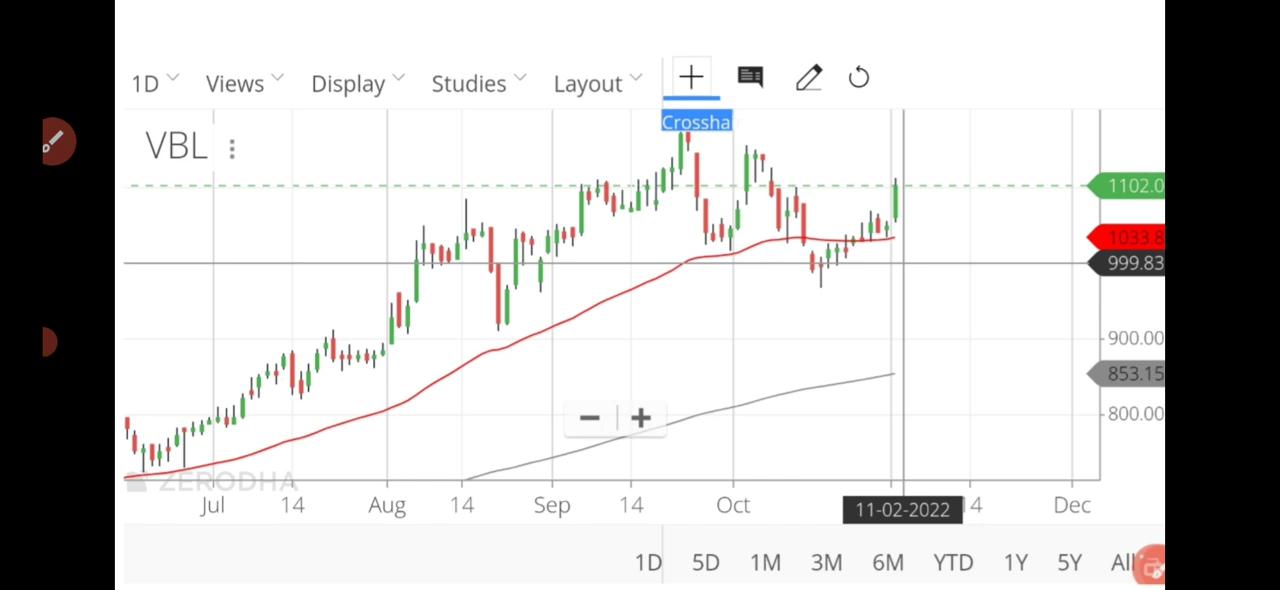 1D Views Display Studies Layout
Crossha
VBL
1102.0
1033.8
999.83
900.00
853.15
800.00
ZERODHA
Jul 14 Aug 14 Sep 14 Oct 11-02-2022 14 Dec
1D 5D 1M 3M 6M YTD 1Y 5Y All